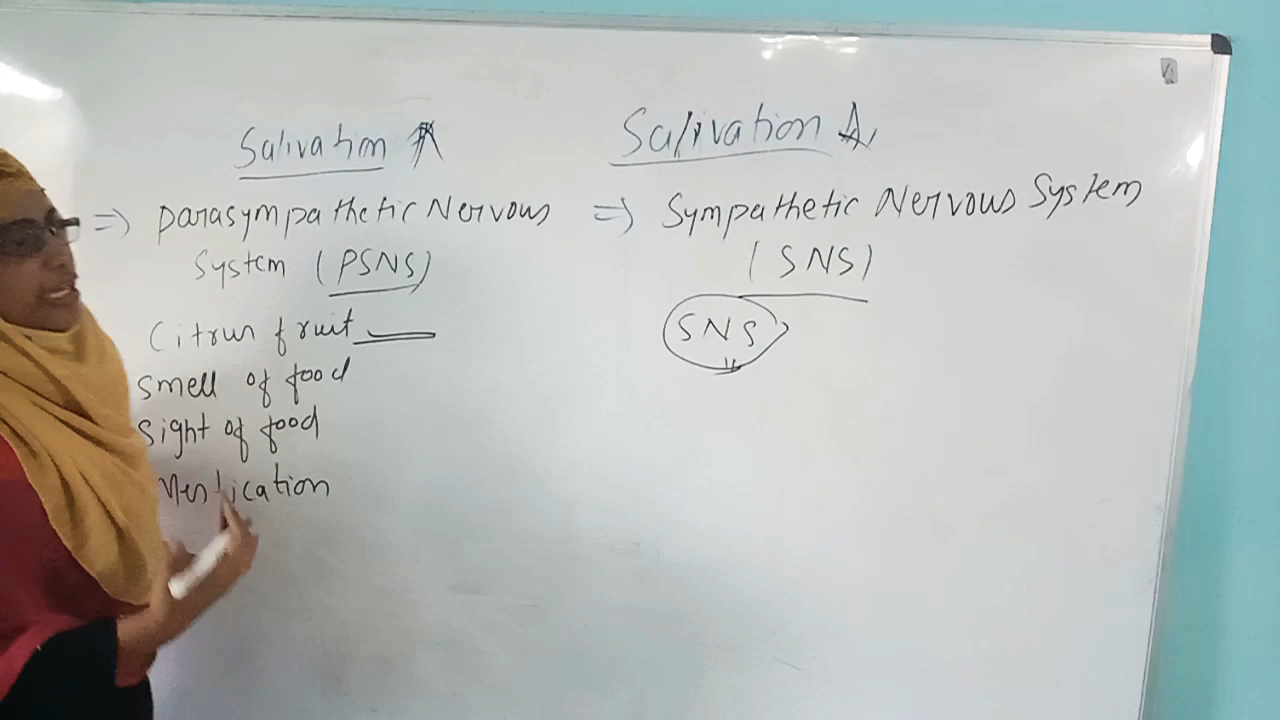 Salivation ↑
=> Parasympathetic Nervous
System (PSNS)
Citrus fruit
Smell of food
Sight of food
Mestication
Salivation
=> Sympathetic Nervous System
(SNS)
SNS